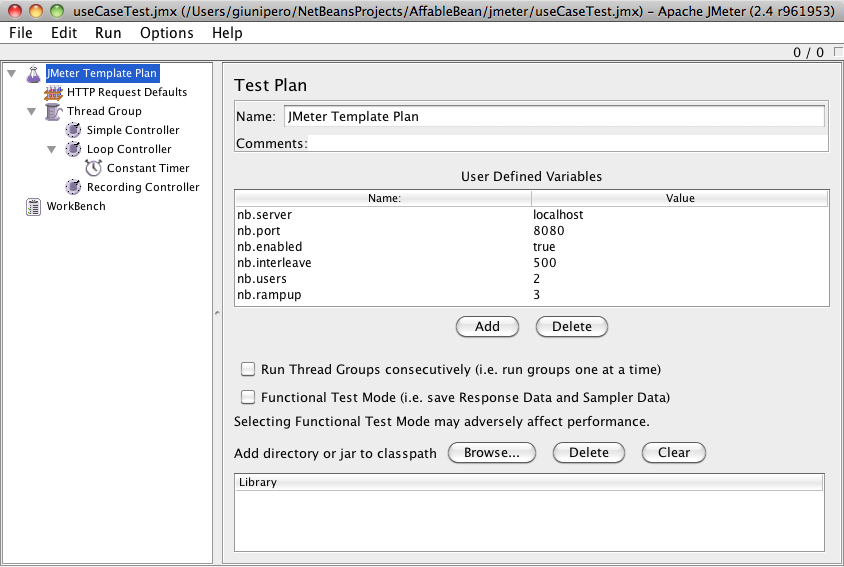 useCaseTest.jmx (/Users/giunipero/NetBeansProjects/AffableBean/jmeter/useCaseTest.jmx) – Apache JMeter (2.4 r961953)
File Edit Run Options Help
0 / 0
JMeter Template Plan
HTTP Request Defaults
Thread Group
Simple Controller
Loop Controller
Constant Timer
Recording Controller
WorkBench
Test Plan
Name: JMeter Template Plan
Comments:
User Defined Variables
Name: Value
nb.server localhost
nb.port 8080
nb.enabled true
nb.interleave 500
nb.users 2
nb.rampup 3
Add Delete
Run Thread Groups consecutively (i.e. run groups one at a time)
Functional Test Mode (i.e. save Response Data and Sampler Data)
Selecting Functional Test Mode may adversely affect performance.
Add directory or jar to classpath Browse... Delete Clear
Library